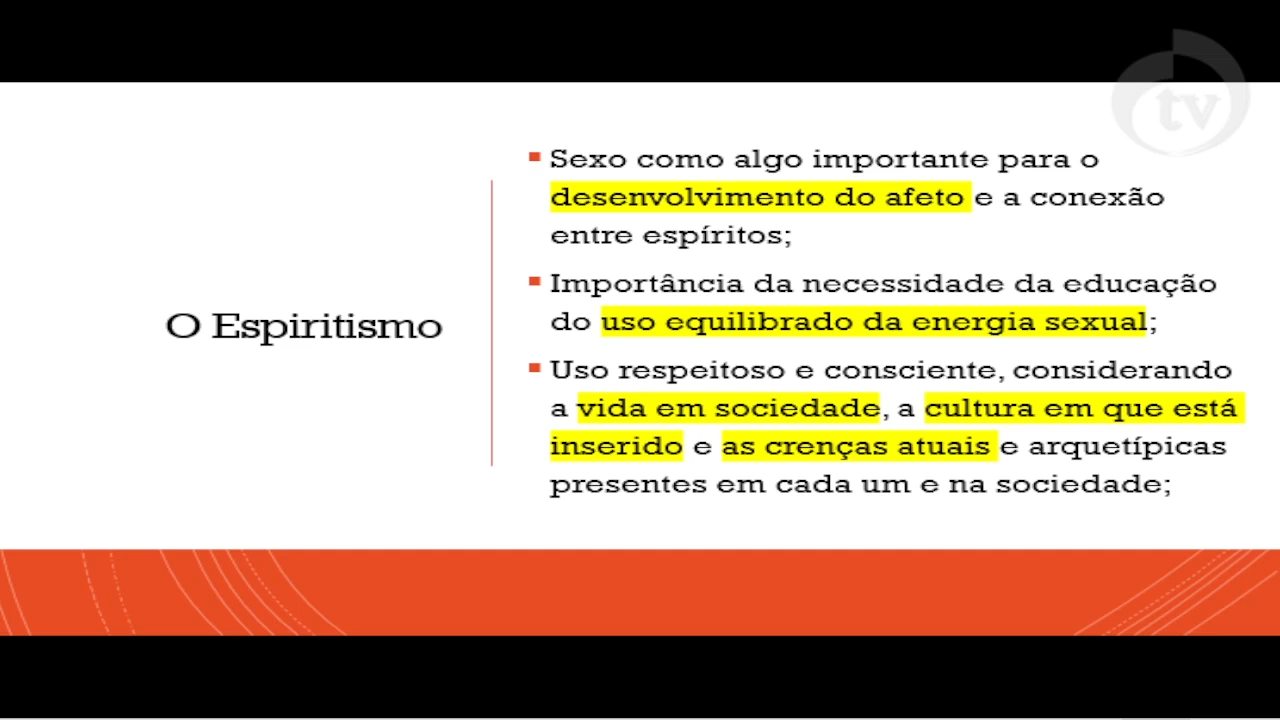 tv
Sexo como algo importante para o
desenvolvimento do afeto e a conexão
entre espíritos;
Importância da necessidade da educação
do uso equilibrado da energia sexual;
O Espiritismo
Uso respeitoso e consciente, considerando
a vida em sociedade, a cultura em que está
inserido e as crenças atuais e arquetípicas
presentes em cada um e na sociedade;